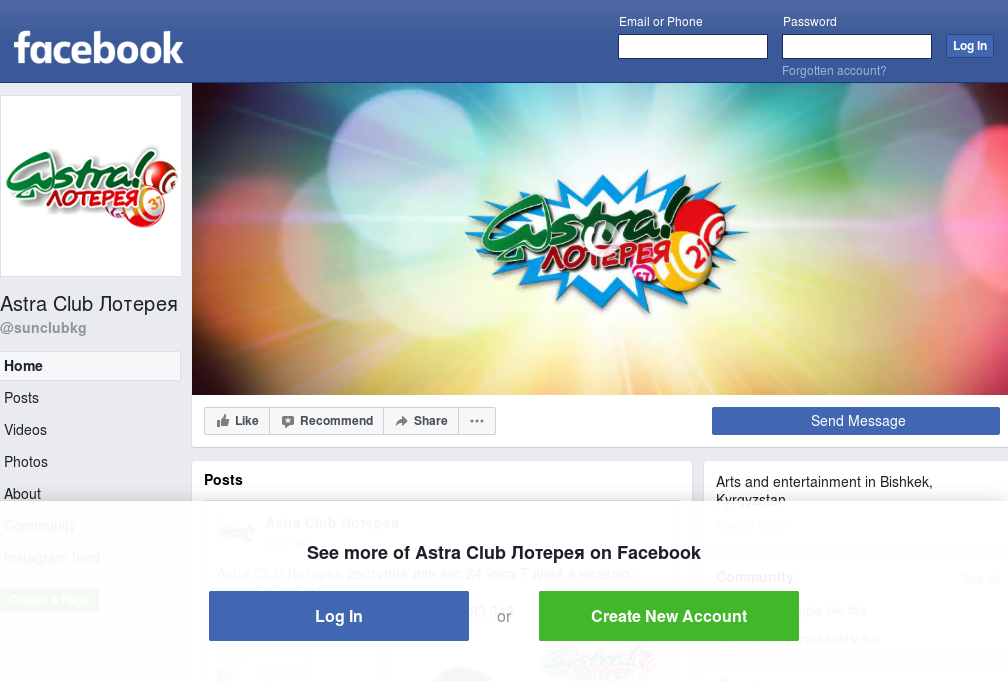 facebook
Email or Phone
Password
Log In
Forgotten account?
Astra!
ЛОТЕРЕЯ
37
Astra!
ЛОТЕРЕЯ
21
57
Astra Club Лотерея
@sunclubkg
Home
Posts
Videos
Photos
About
Community
Instagram feed
Create a Page
Like
Recommend
Share
Send Message
Posts
Astra Club Лотерея
Astra Club Лотерея доступна для вас 24 часа 7 дней в неделю
Arts and entertainment in Bishkek,
Kyrgyzstan
Always open
Community
See all
people like this
people follow this
See more of Astra Club Лотерея on Facebook
Log In
or
Create New Account